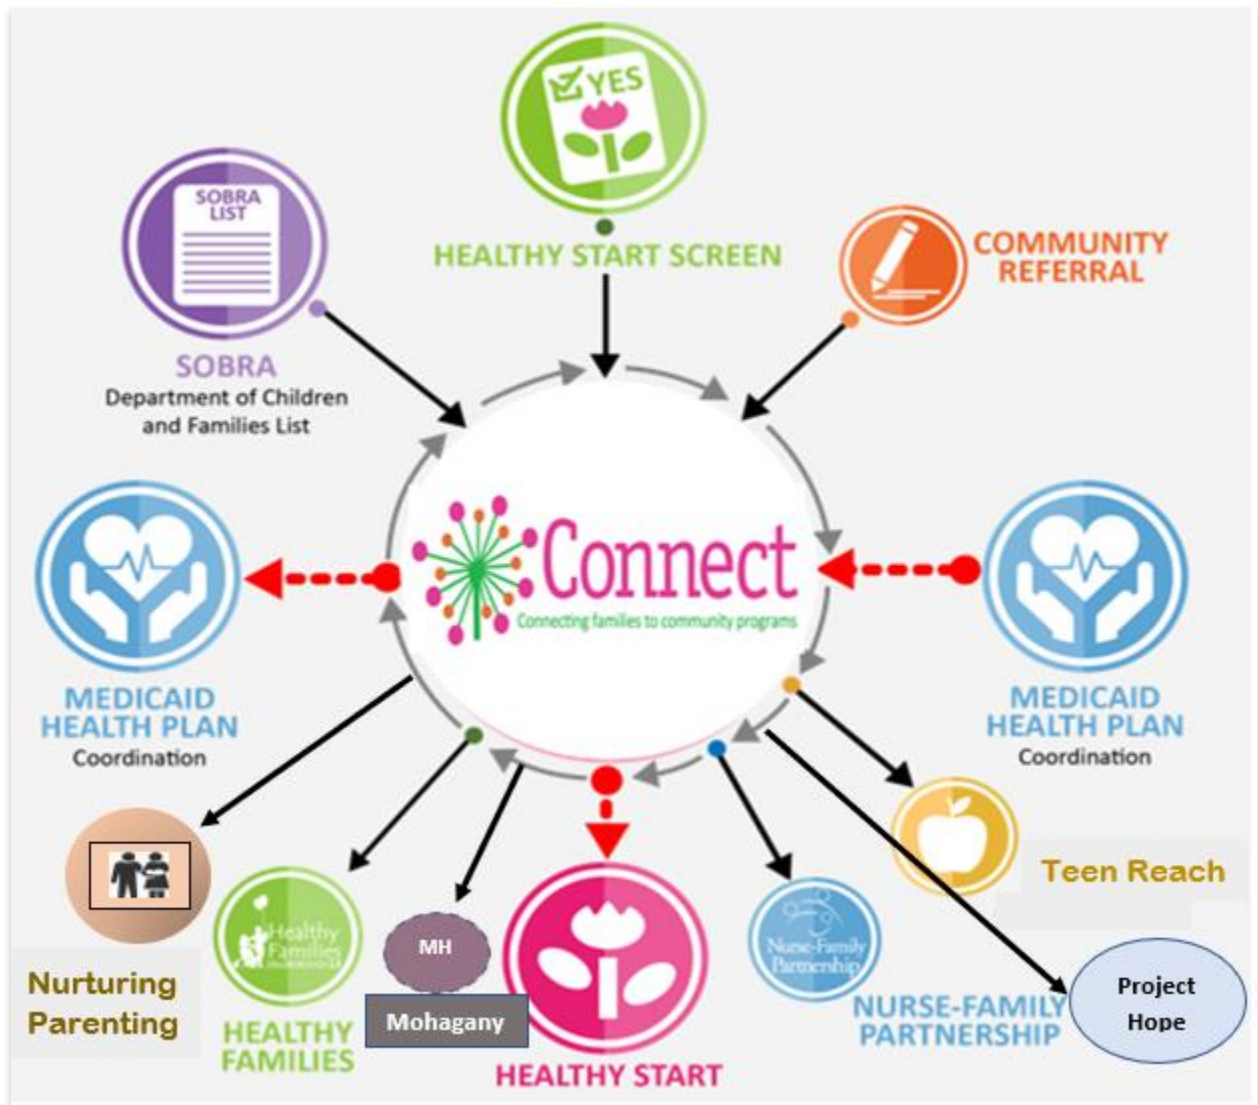 YES
HEALTHY START SCREEN
SOBRA
LIST
SOBRA
Department of Children
and Families List
COMMUNITY
REFERRAL
Connect
Connecting families to community programs
MEDICAID
HEALTH PLAN
Coordination
MEDICAID
HEALTH PLAN
Coordination
Nurturing
Parenting
Healthy
Families
HEALTHY
FAMILIES
MH
Mohagany
HEALTHY START
Nurse-Family
Partnership
NURSE-FAMILY
PARTNERSHIP
Teen Reach
Project
Hope